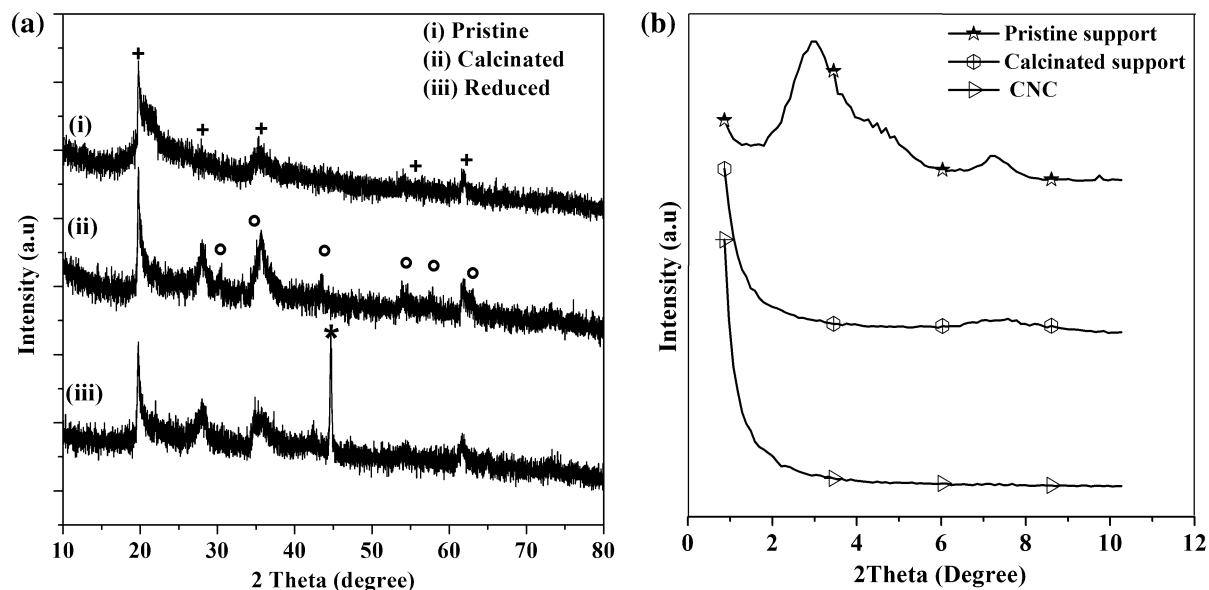 (a)
(i) Pristine
(ii) Calcinated
(iii) Reduced
+
+
+
+
+
(i)
(ii)
(iii)
*
Intensity (a.u)
10 20 30 40 50 60 70 80
2 Theta (degree)
(b)
Pristine support
Calcinated support
CNC
Intensity (a.u)
0 2 4 6 8 10 12
2Theta (Degree)